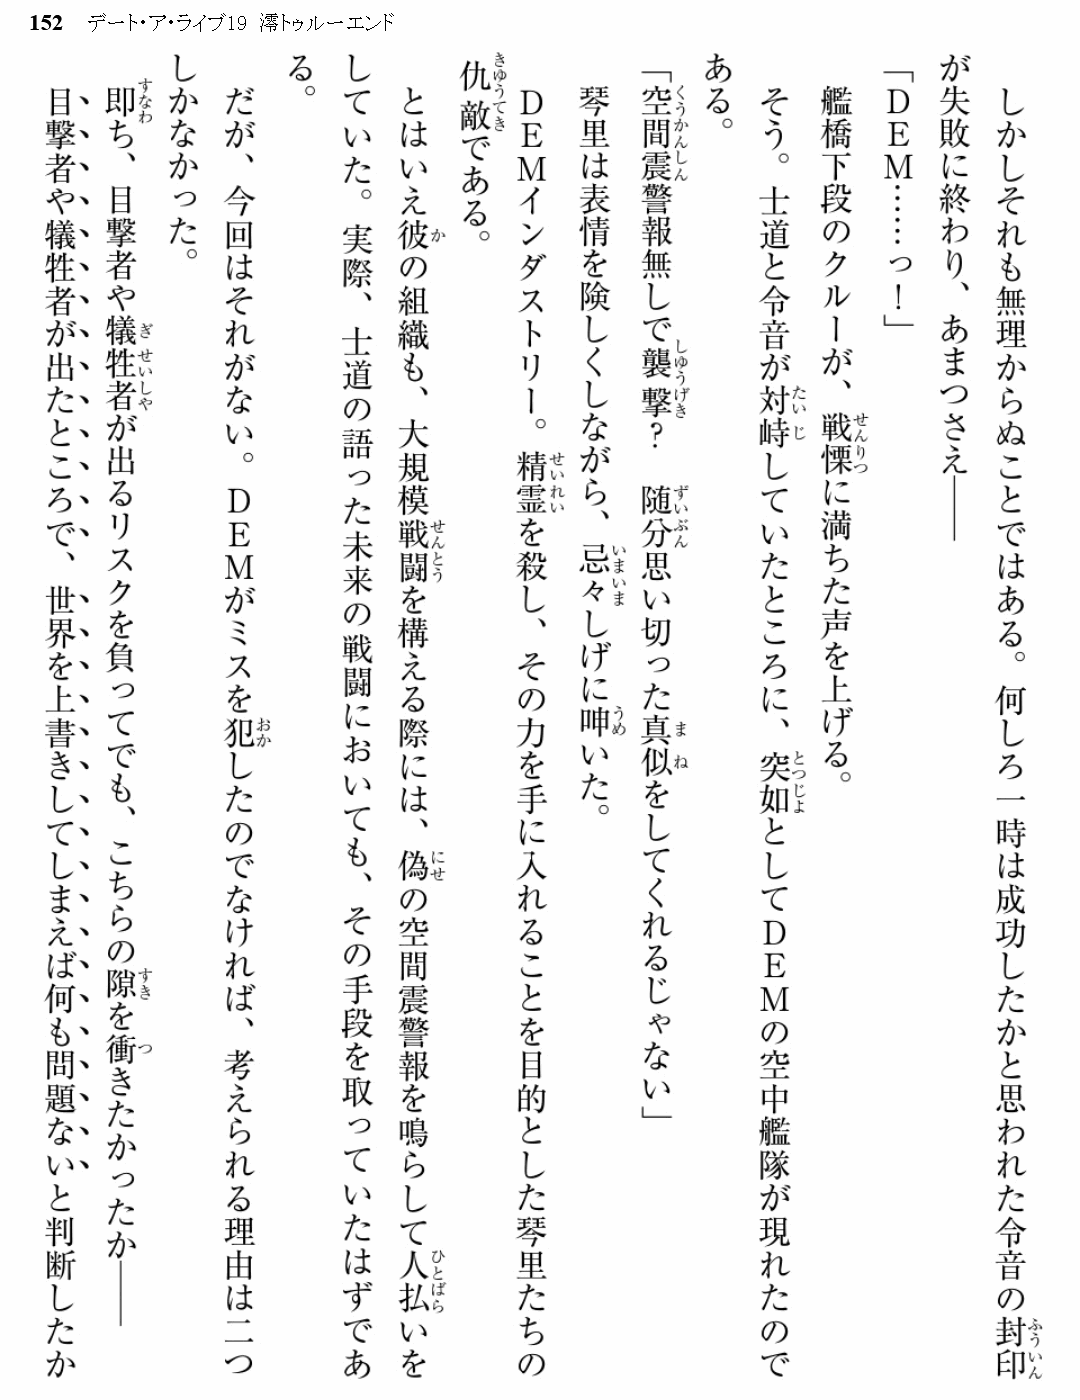 152 デート・ア・ライブ19 澪トゥルーエンド
しかしそれも無理からぬことではある。何しろ一時は成功したかと思われた令音の封印
が失敗に終わり、あまつさえ――
「DEM……っ！」
艦橋下段のクルーが、戦慄に満ちた声を上げる。
そう。士道と令音が対峙していたところに、突如としてDEMの空中艦隊が現れたので
ある。
「空間震警報無しで襲撃？　随分思い切った真似をしてくれるじゃない」
琴里は表情を険しくしながら、忌々しげに呻いた。
DEMインダストリー。精霊を殺し、その力を手に入れることを目的とした琴里たちの
仇敵である。
とはいえ彼の組織も、大規模戦闘を構える際には、偽の空間震警報を鳴らして人払いを
していた。実際、士道の語った未来の戦闘においても、その手段を取っていたはずであ
る。
だが、今回はそれがない。DEMがミスを犯したのでなければ、考えられる理由は二つ
しかなかった。
即ち、目撃者や犠牲者が出るリスクを負ってでも、こちらの隙を衝きたかったか――
目撃者や犠牲者が出たところで、世界を上書きしてしまえば何も問題ないと判断したか